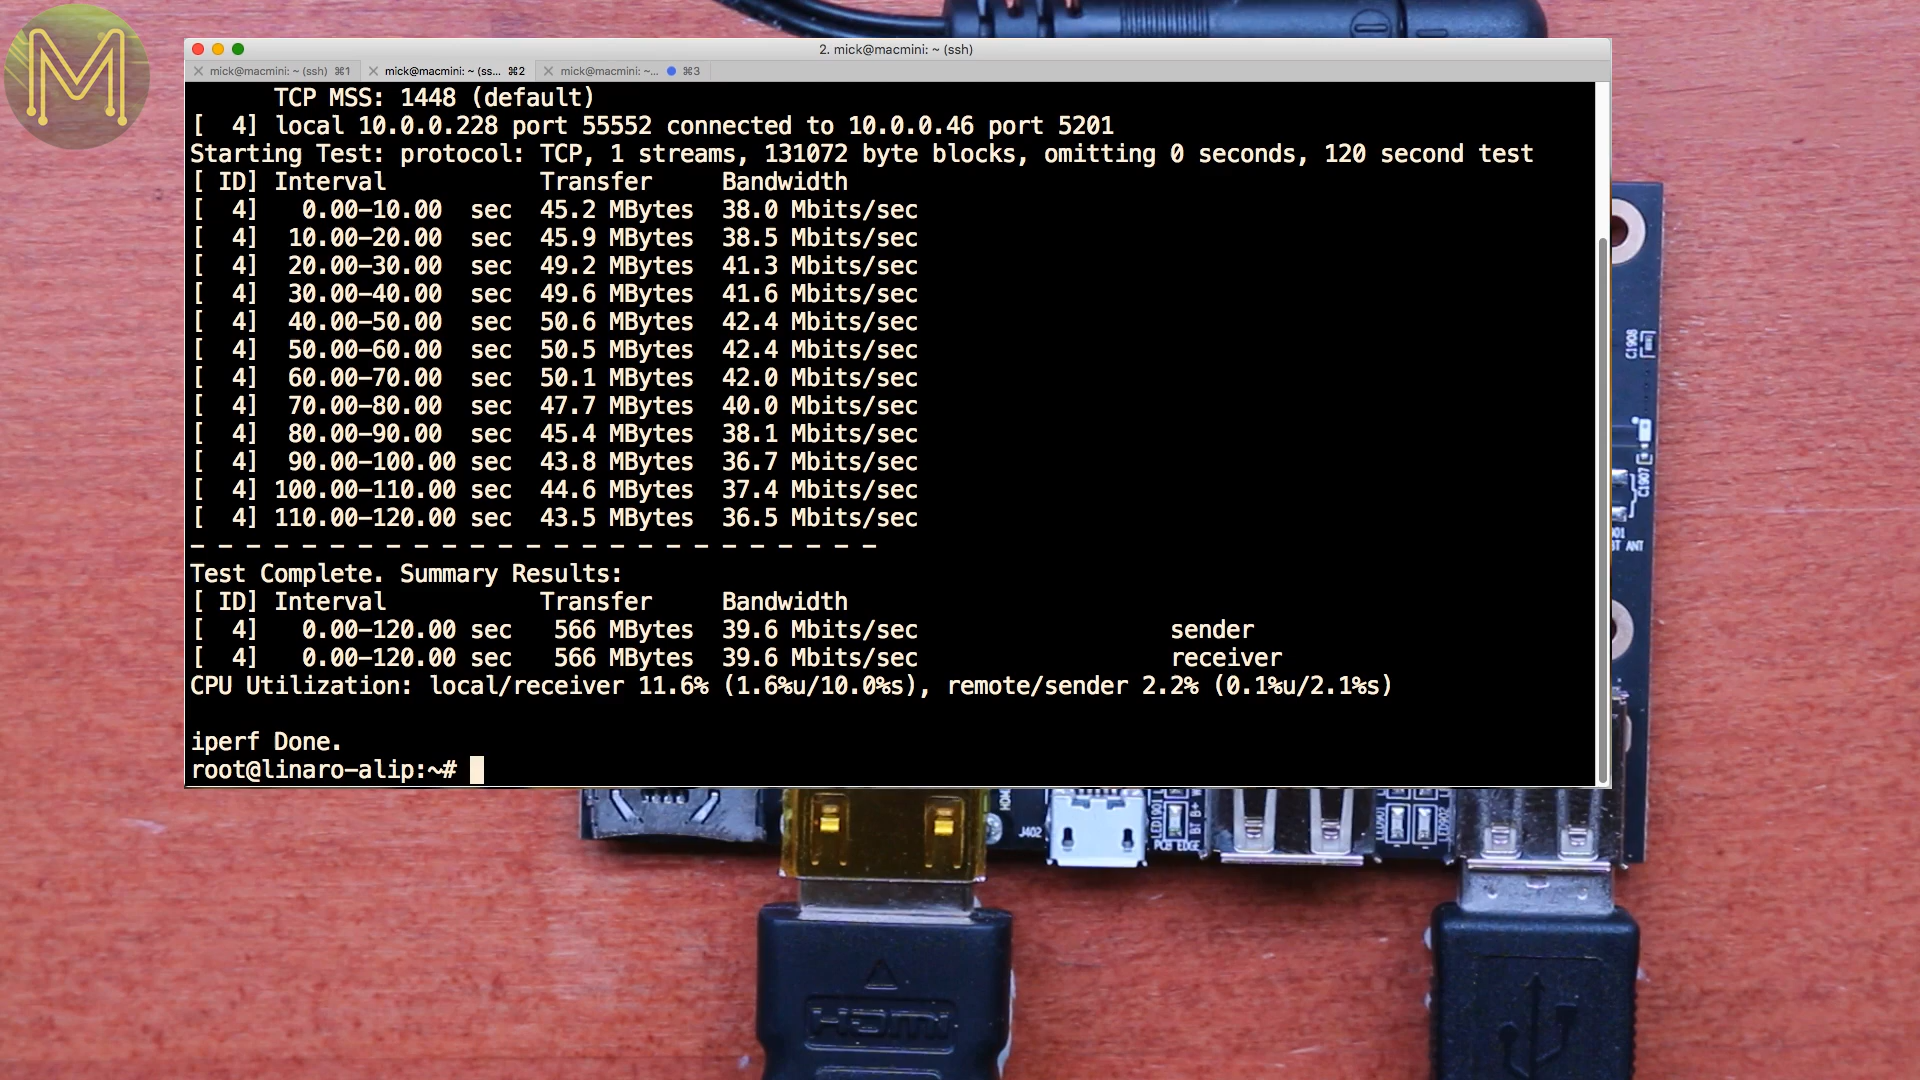 M
2. mick@macmini: ~ (ssh)
mick@macmini: ~ (ssh) ⌘1
mick@macmini: ~ (ss... ⌘2
mick@macmini: ~... ⌘3
TCP MSS: 1448 (default)
[  4] local 10.0.0.228 port 55552 connected to 10.0.0.46 port 5201
Starting Test: protocol: TCP, 1 streams, 131072 byte blocks, omitting 0 seconds, 120 second test
[ ID] Interval           Transfer     Bandwidth
[  4]   0.00-10.00  sec  45.2 MBytes  38.0 Mbits/sec
[  4]  10.00-20.00  sec  45.9 MBytes  38.5 Mbits/sec
[  4]  20.00-30.00  sec  49.2 MBytes  41.3 Mbits/sec
[  4]  30.00-40.00  sec  49.6 MBytes  41.6 Mbits/sec
[  4]  40.00-50.00  sec  50.6 MBytes  42.4 Mbits/sec
[  4]  50.00-60.00  sec  50.5 MBytes  42.4 Mbits/sec
[  4]  60.00-70.00  sec  50.1 MBytes  42.0 Mbits/sec
[  4]  70.00-80.00  sec  47.7 MBytes  40.0 Mbits/sec
[  4]  80.00-90.00  sec  45.4 MBytes  38.1 Mbits/sec
[  4]  90.00-100.00 sec  43.8 MBytes  36.7 Mbits/sec
[  4] 100.00-110.00 sec  44.6 MBytes  37.4 Mbits/sec
[  4] 110.00-120.00 sec  43.5 MBytes  36.5 Mbits/sec
- - - - - - - - - - - - - - - - - - - - - - - - -
Test Complete. Summary Results:
[ ID] Interval           Transfer     Bandwidth
[  4]   0.00-120.00 sec   566 MBytes  39.6 Mbits/sec                  sender
[  4]   0.00-120.00 sec   566 MBytes  39.6 Mbits/sec                  receiver
CPU Utilization: local/receiver 11.6% (1.6%u/10.0%s), remote/sender 2.2% (0.1%u/2.1%s)
iperf Done.
root@linaro-alip:~#
C1908
C1907
BT ANT
J402
LED1901
BT B+
PCB EDGE
LED901
LED902
HDMI